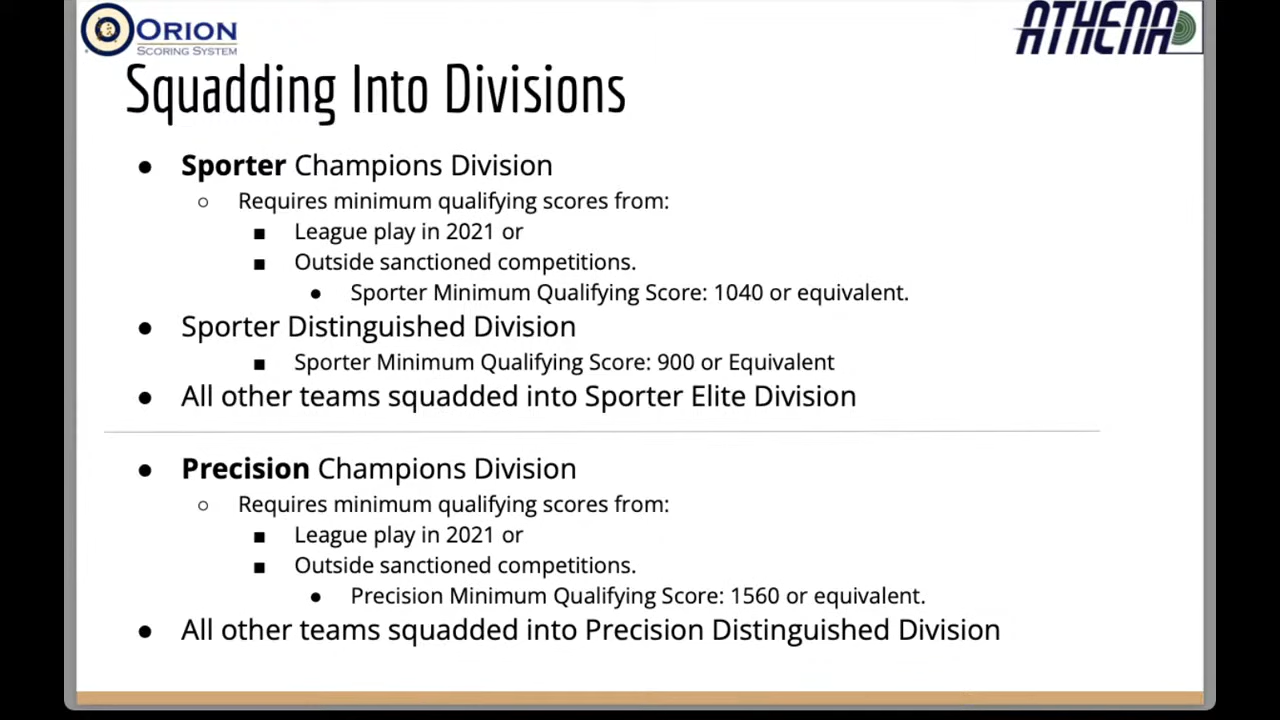 ORION
SCORING SYSTEM
ATHENA
Squadding Into Divisions
● Sporter Champions Division
○ Requires minimum qualifying scores from:
■ League play in 2021 or
■ Outside sanctioned competitions.
● Sporter Minimum Qualifying Score: 1040 or equivalent.
● Sporter Distinguished Division
■ Sporter Minimum Qualifying Score: 900 or Equivalent
● All other teams squadded into Sporter Elite Division
● Precision Champions Division
○ Requires minimum qualifying scores from:
■ League play in 2021 or
■ Outside sanctioned competitions.
● Precision Minimum Qualifying Score: 1560 or equivalent.
● All other teams squadded into Precision Distinguished Division